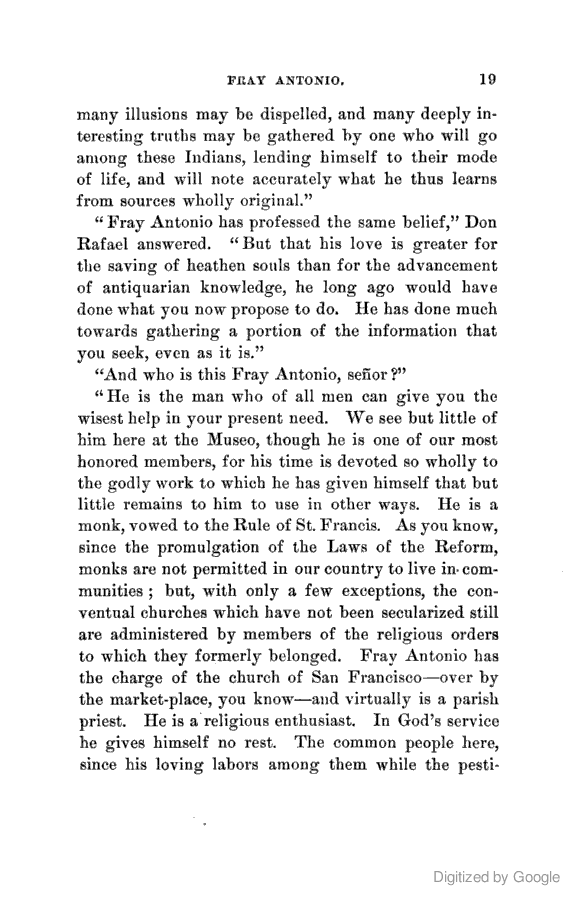 FRAY ANTONIO. 19
many illusions may be dispelled, and many deeply in-
teresting truths may be gathered by one who will go
among these Indians, lending himself to their mode
of life, and will note accurately what he thus learns
from sources wholly original.”
“Fray Antonio has professed the same belief,” Don
Rafael answered. “But that his love is greater for
the saving of heathen souls than for the advancement
of antiquarian knowledge, he long ago would have
done what you now propose to do. He has done much
towards gathering a portion of the information that
you seek, even as it is.”
“And who is this Fray Antonio, señor?”
“He is the man who of all men can give you the
wisest help in your present need. We see but little of
him here at the Museo, though he is one of our most
honored members, for his time is devoted so wholly to
the godly work to which he has given himself that but
little remains to him to use in other ways. He is a
monk, vowed to the Rule of St. Francis. As you know,
since the promulgation of the Laws of the Reform,
monks are not permitted in our country to live in com-
munities; but, with only a few exceptions, the con-
ventual churches which have not been secularized still
are administered by members of the religious orders
to which they formerly belonged. Fray Antonio has
the charge of the church of San Francisco—over by
the market-place, you know—and virtually is a parish
priest. He is a religious enthusiast. In God’s service
he gives himself no rest. The common people here,
since his loving labors among them while the pesti-
Digitized by Google